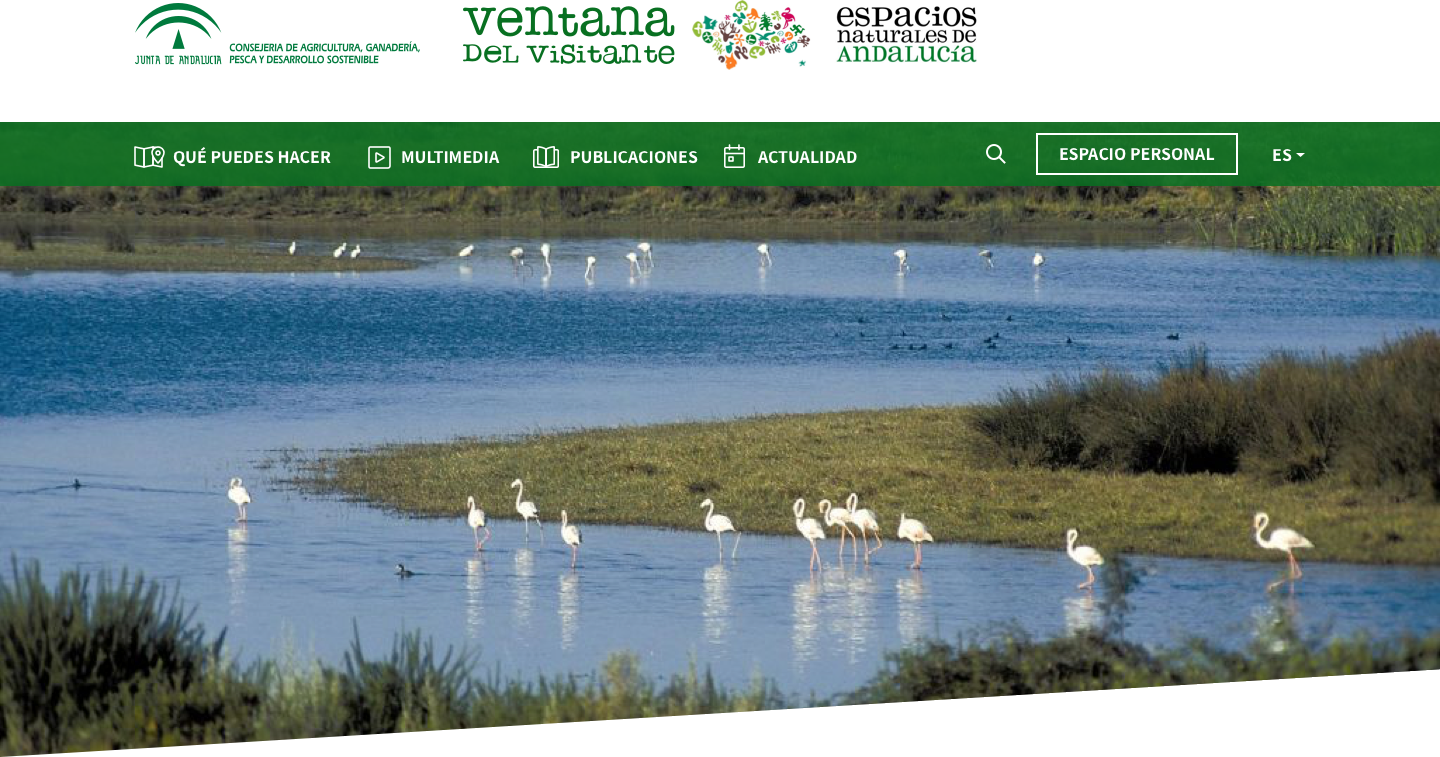 JUNTA DE ANDALUCIA
CONSEJERIA DE AGRICULTURA, GANADERÍA,
PESCA Y DESARROLLO SOSTENIBLE
ventana
DEL VISITANTE
espacios
naturales de
ANDALUCÍA
QUÉ PUEDES HACER
MULTIMEDIA
PUBLICACIONES
ACTUALIDAD
ESPACIO PERSONAL
ES